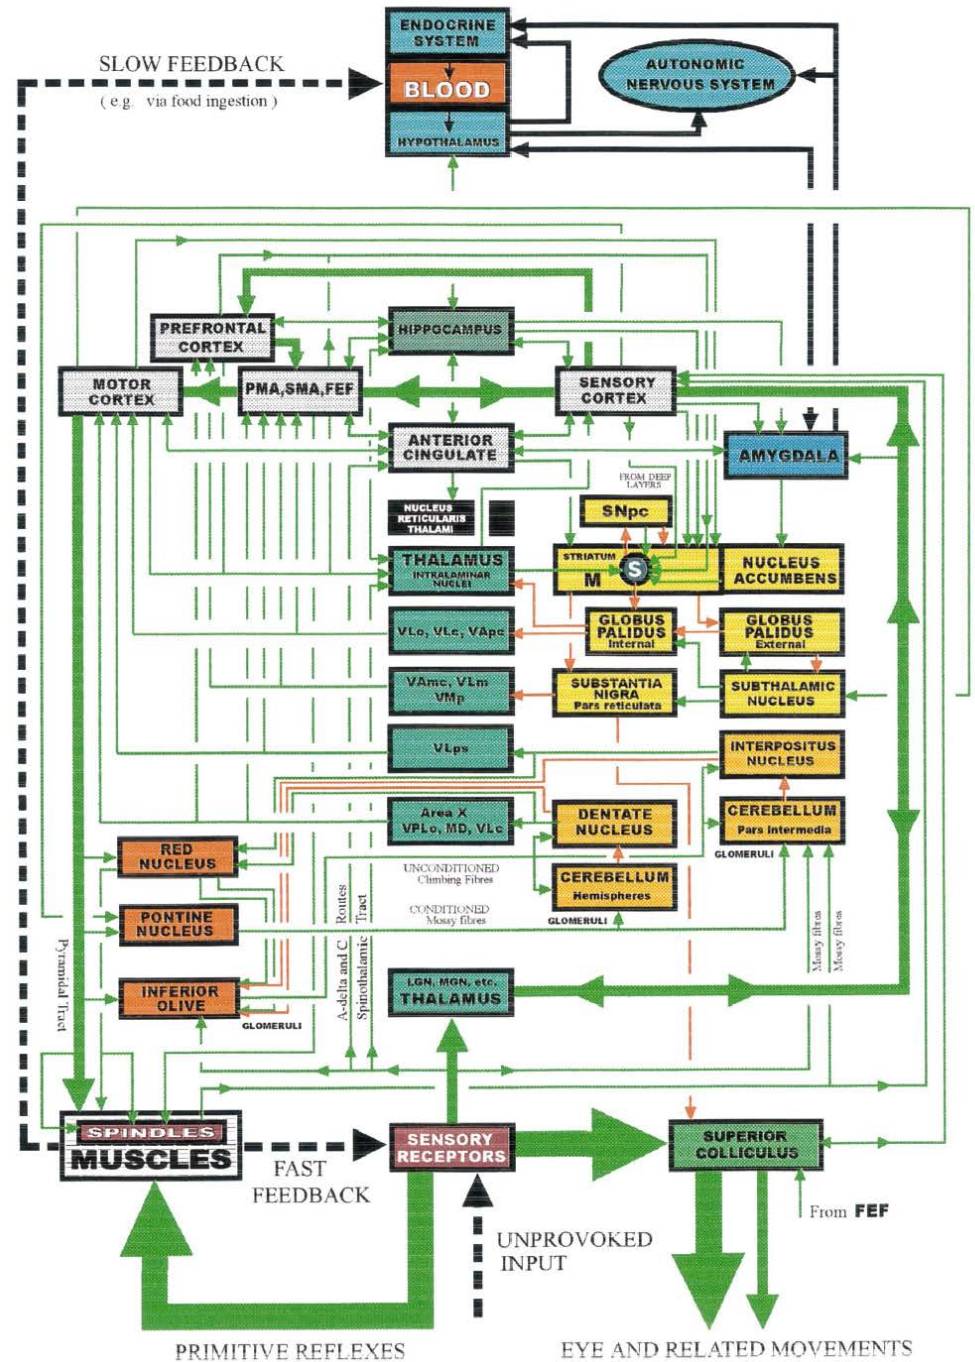 ENDOCRINE
SYSTEM
BLOOD
HYPOTHALAMUS
AUTONOMIC
NERVOUS SYSTEM
SLOW FEEDBACK
( e.g. via food ingestion )
PREFRONTAL
CORTEX
HIPPOCAMPUS
MOTOR
CORTEX
PMA,SMA,FEF
SENSORY
CORTEX
ANTERIOR
CINGULATE
AMYGDALA
FROM DEEP
LAYERS
NUCLEUS
RETICULARIS
THALAMI
SNpc
THALAMUS
INTRALAMINAR
NUCLEI
STRIATUM
M
S
NUCLEUS
ACCUMBENS
VLo, VLc, VApc
GLOBUS
PALIDUS
Internal
GLOBUS
PALIDUS
External
VAmc, VLm
VMp
SUBSTANTIA
NIGRA
Pars reticulata
SUBTHALAMIC
NUCLEUS
VLps
INTERPOSITUS
NUCLEUS
Area X
VPLo, MD, VLc
DENTATE
NUCLEUS
CEREBELLUM
Pars Intermedia
GLOMERULI
RED
NUCLEUS
UNCONDITIONED
Climbing Fibres
CEREBELLUM
Hemispheres
GLOMERULI
PONTINE
NUCLEUS
CONDITIONED
Mossy fibres
A-delta and C Routes
Spinothalamic Tract
Mossy fibres
Mossy fibres
Pyramidal Tract
INFERIOR
OLIVE
GLOMERULI
LGN, MGN, etc.
THALAMUS
SPINDLES
MUSCLES
FAST
FEEDBACK
SENSORY
RECEPTORS
SUPERIOR
COLLICULUS
From FEF
UNPROVOKED
INPUT
PRIMITIVE REFLEXES
EYE AND RELATED MOVEMENTS